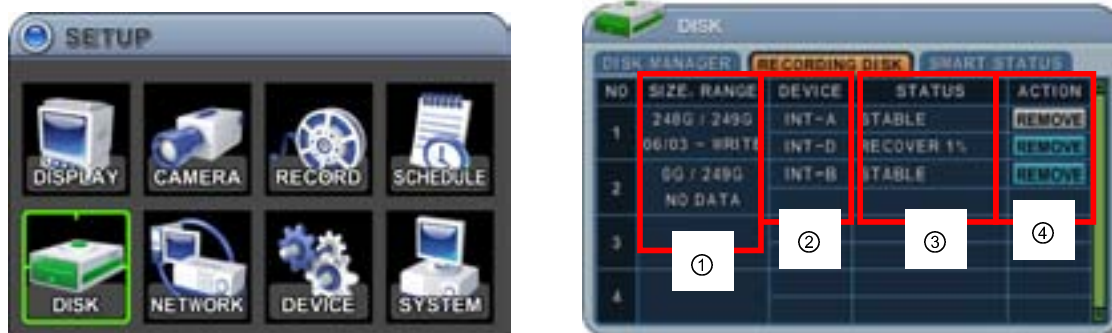 SETUP
DISPLAY CAMERA RECORD SCHEDULE
DISK NETWORK DEVICE SYSTEM
DISK
DISK MANAGER RECORDING DISK SMART STATUS
NO SIZE, RANGE DEVICE STATUS ACTION
1 248G / 249G INT-A STABLE REMOVE
06/03 ~ WRITE INT-D RECOVER 1% REMOVE
2 0G / 249G INT-B STABLE REMOVE
NO DATA
3 ① ② ③ ④
4